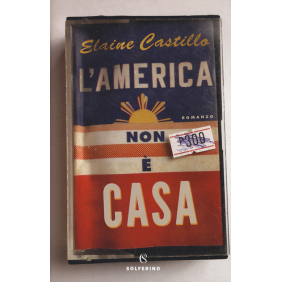 Elaine Castillo
L'AMERICA
ROMANZO
NON
₱300
È
CASA
SOLFERINO